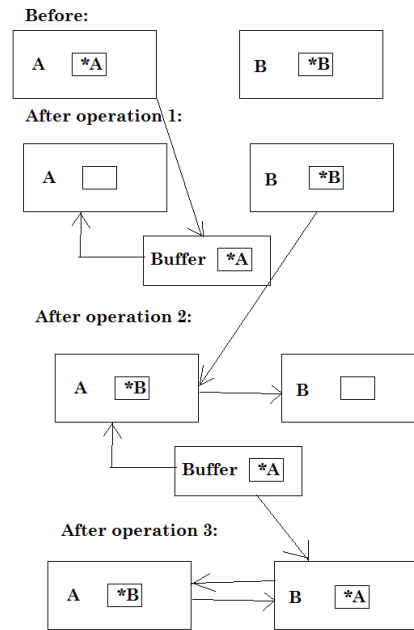 Before:
A *A B *B
After operation 1:
A B *B
Buffer *A
After operation 2:
A *B B
Buffer *A
After operation 3:
A *B B *A